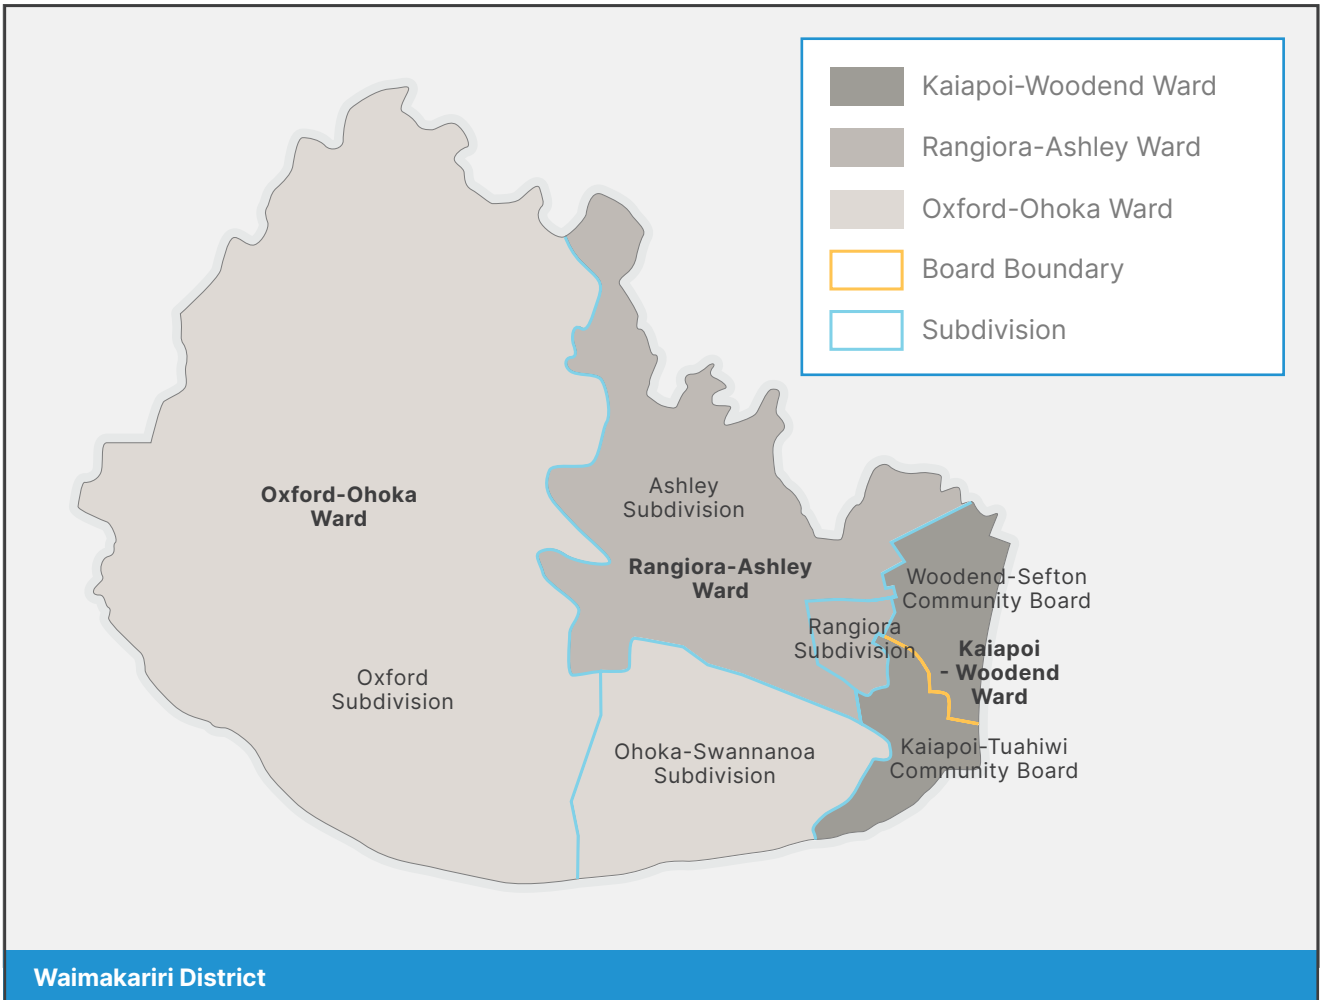 Kaiapoi-Woodend Ward
Rangiora-Ashley Ward
Oxford-Ohoka Ward
Board Boundary
Subdivision
Oxford-Ohoka
Ward
Ashley
Subdivision
Rangiora-Ashley
Ward
Woodend-Sefton
Community Board
Rangiora
Subdivision
Kaiapoi
- Woodend
Ward
Oxford
Subdivision
Ohoka-Swannanoa
Subdivision
Kaiapoi-Tuahiwi
Community Board
Waimakariri District